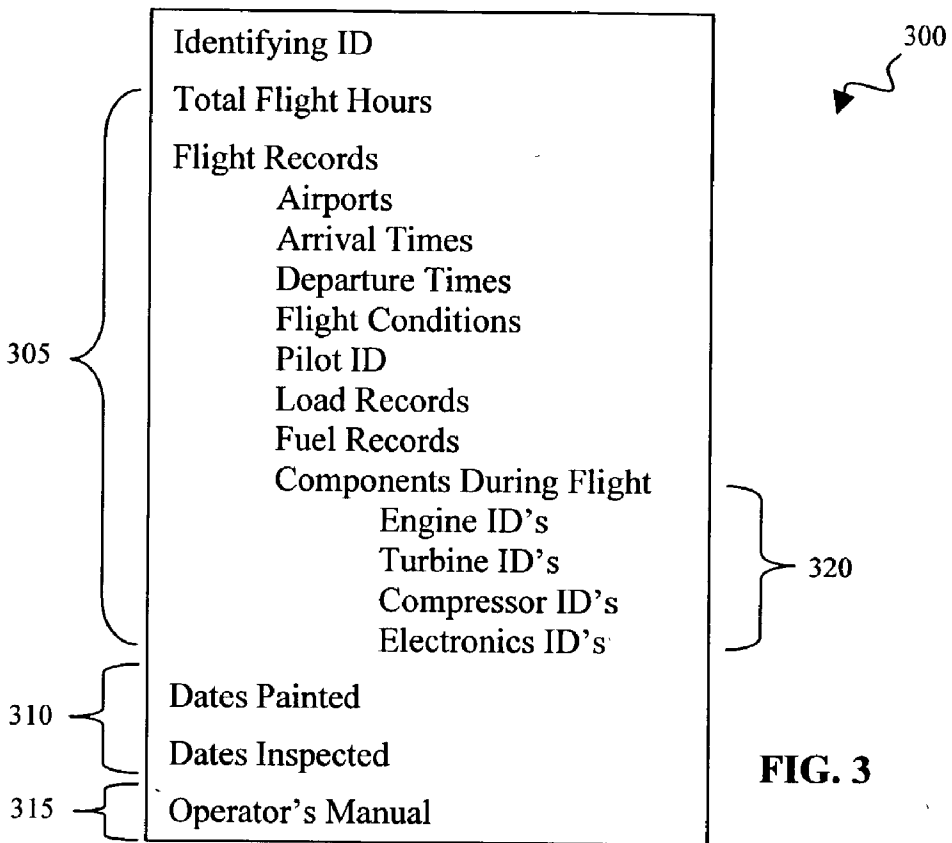 Identifying ID
300
Total Flight Hours
Flight Records
Airports
Arrival Times
Departure Times
Flight Conditions
305
Pilot ID
Load Records
Fuel Records
Components During Flight
Engine ID's
Turbine ID's
320
Compressor ID's
Electronics ID's
310
Dates Painted
Dates Inspected
FIG. 3
315
Operator's Manual